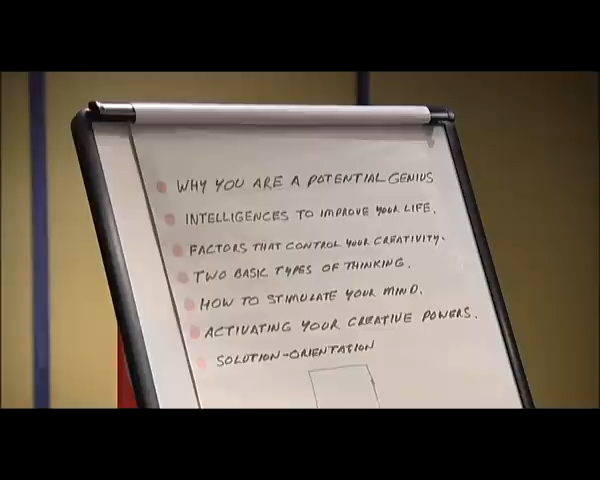 WHY YOU ARE A POTENTIAL GENIUS
INTELLIGENCES TO IMPROVE YOUR LIFE.
FACTORS THAT CONTROL YOUR CREATIVITY.
TWO BASIC TYPES OF THINKING.
HOW TO STIMULATE YOUR MIND.
ACTIVATING YOUR CREATIVE POWERS.
SOLUTION-ORIENTATION